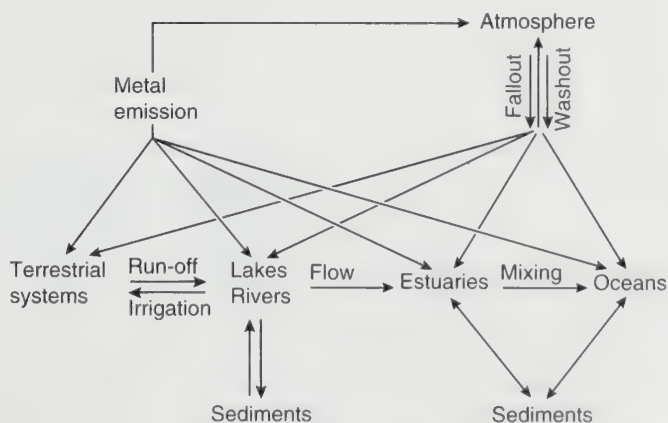 Atmosphere
Metal
emission
Fallout
Washout
Terrestrial
systems
Run-off
Irrigation
Lakes
Rivers
Flow
Estuaries
Mixing
Oceans
Sediments
Sediments